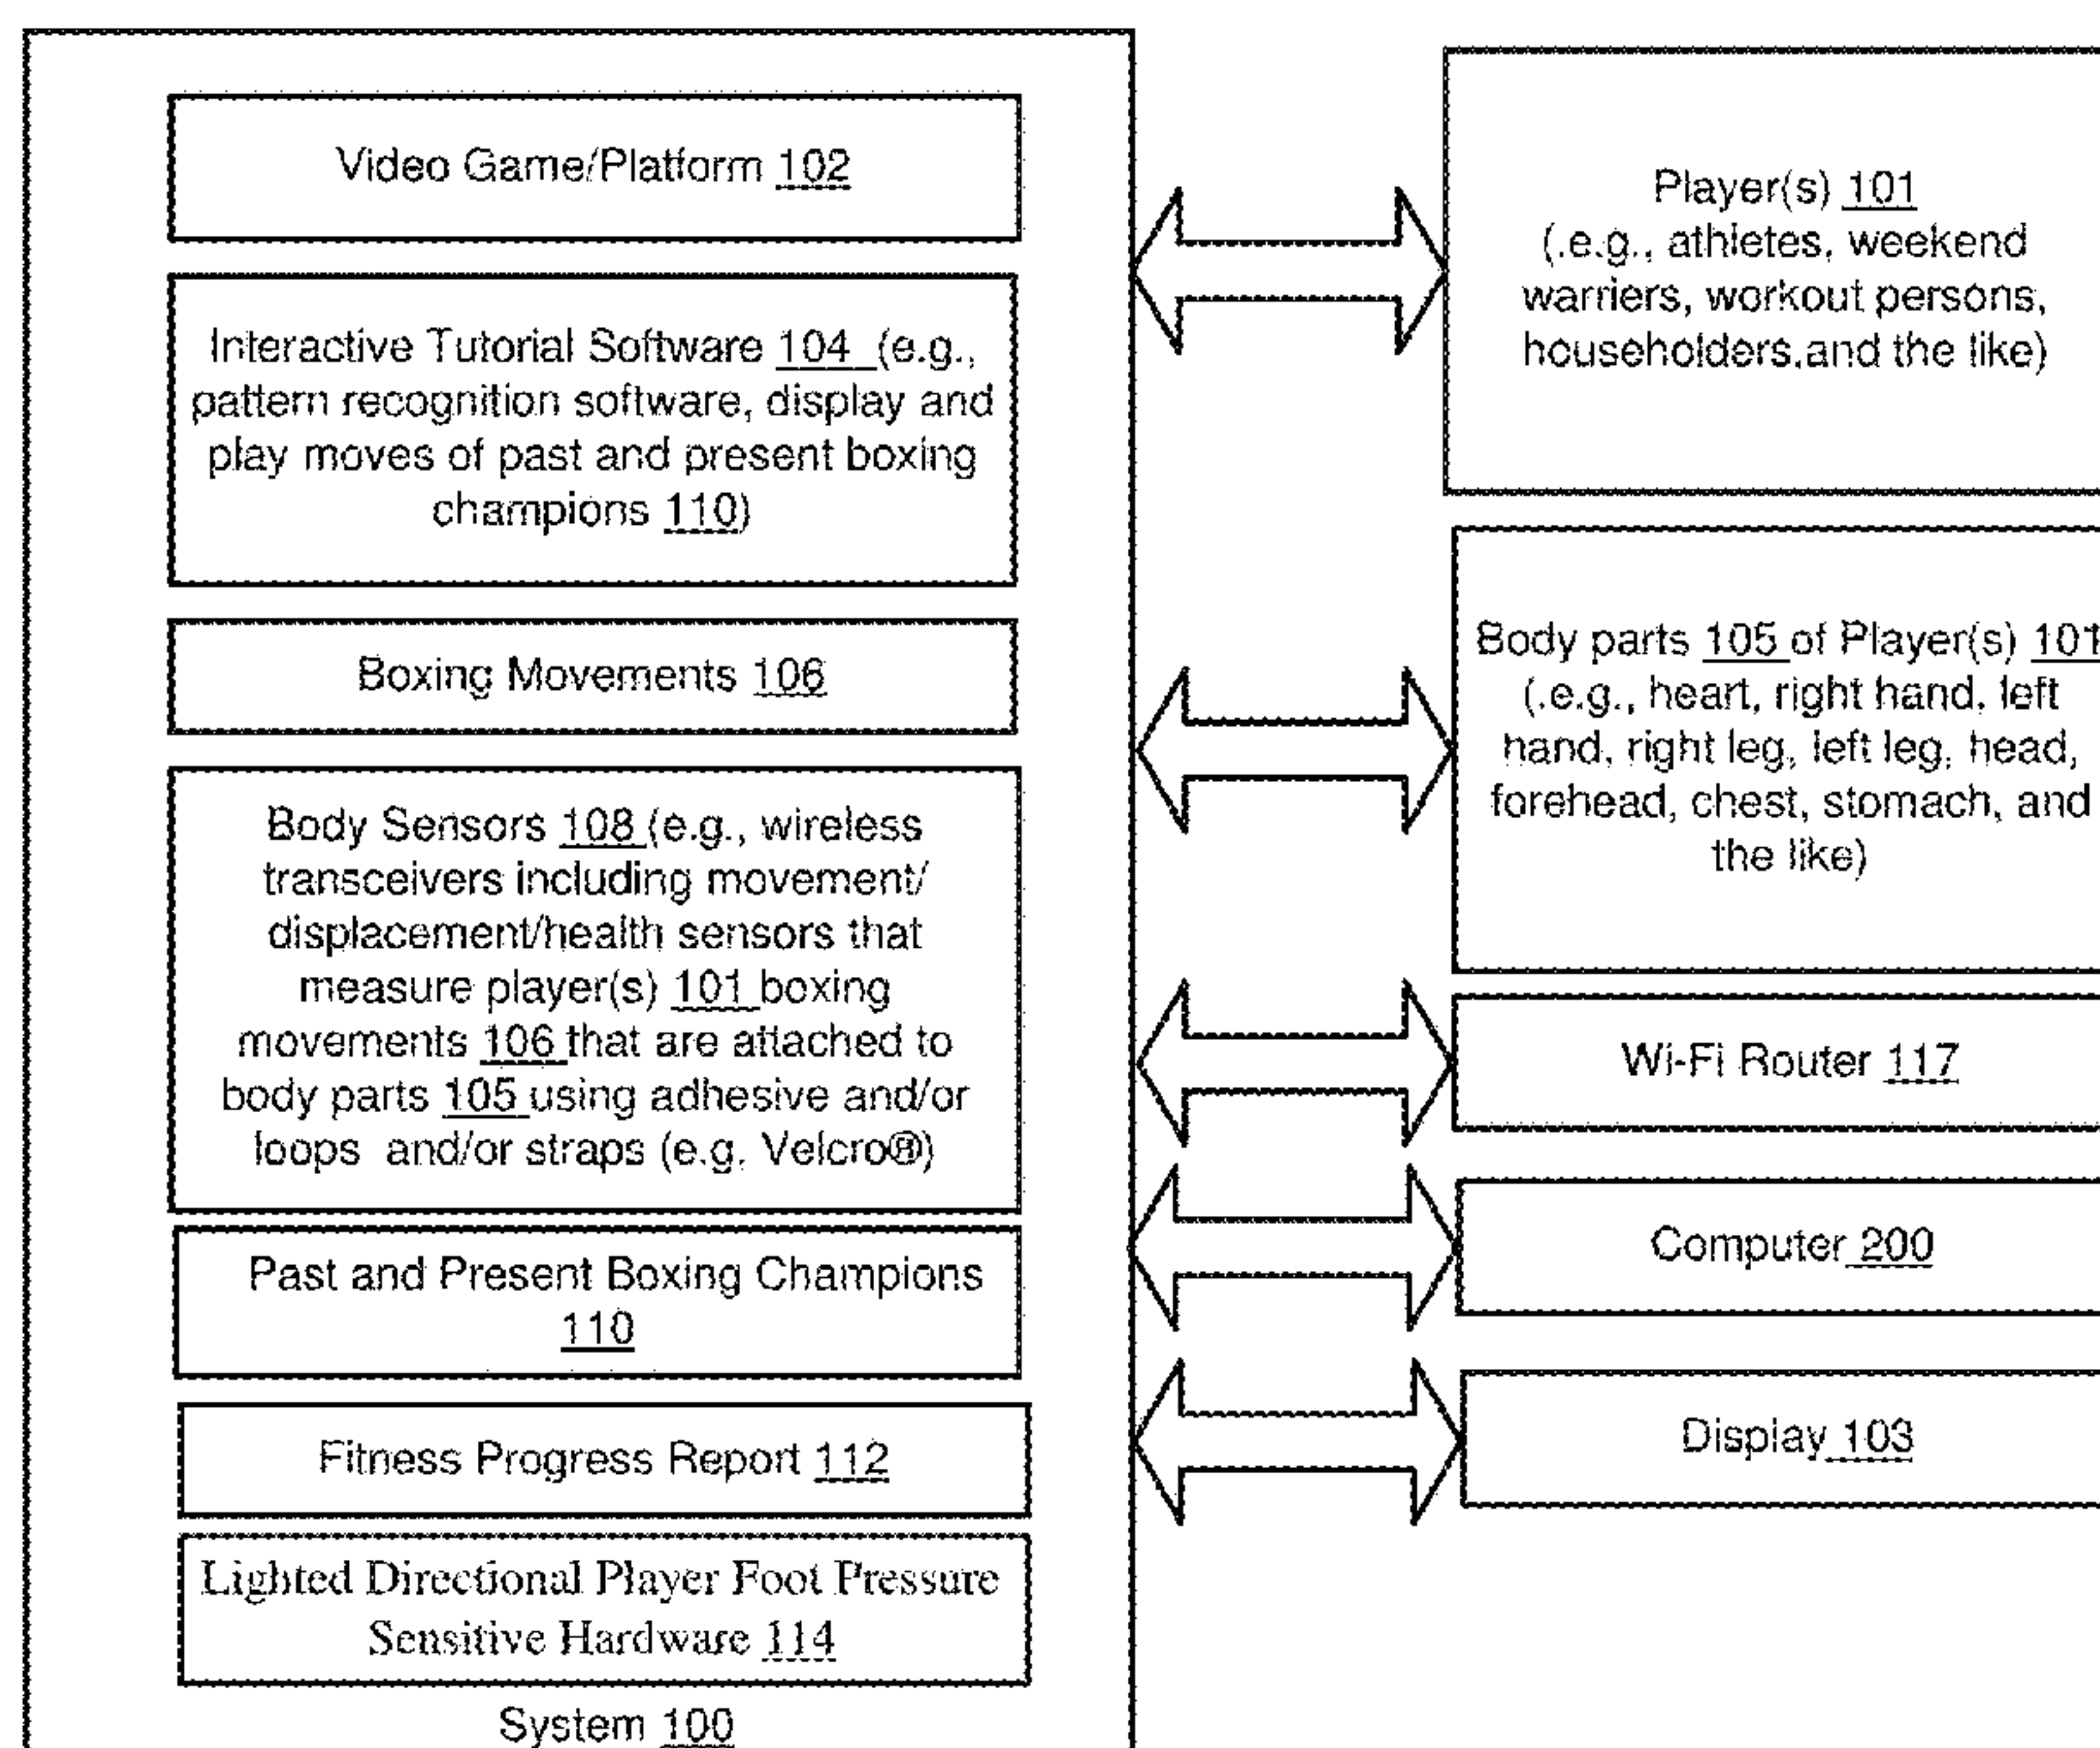 Video Game/Platform 102
Interactive Tutorial Software 104 (e.g.,
pattern recognition software, display and
play moves of past and present boxing
champions 110)
Boxing Movements 106
Body Sensors 108 (e.g., wireless
transceivers including movement/
displacement/health sensors that
measure player(s) 101 boxing
movements 106 that are attached to
body parts 105 using adhesive and/or
loops and/or straps (e.g. Velcro®)
Past and Present Boxing Champions
110
Fitness Progress Report 112
Lighted Directional Player Foot Pressure
Sensitive Hardware 114
System 100
Player(s) 101
(.e.g., athletes, weekend
warriers, workout persons,
householders.and the like)
Body parts 105 of Player(s) 101
(.e.g., heart, right hand, left
hand, right leg, left leg, head,
forehead, chest, stomach, and
the like)
Wi-Fi Router 117
Computer 200
Display 103